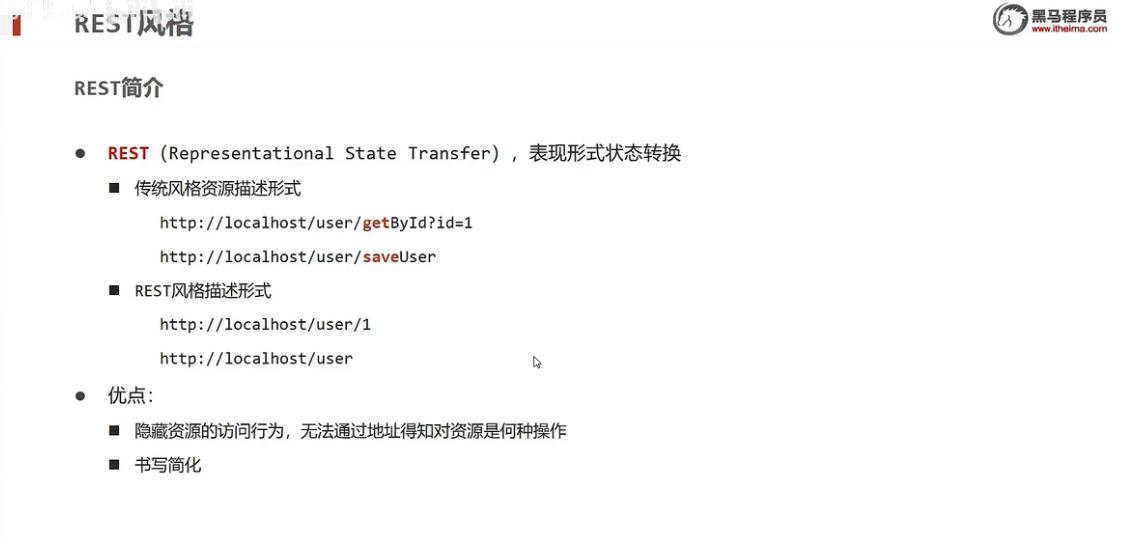 REST风格
黑马程序员
www.itheima.com
REST简介
REST（Representational State Transfer），表现形式状态转换
传统风格资源描述形式
http://localhost/user/getById?id=1
http://localhost/user/saveUser
REST风格描述形式
http://localhost/user/1
http://localhost/user
优点：
隐藏资源的访问行为，无法通过地址得知对资源是何种操作
书写简化